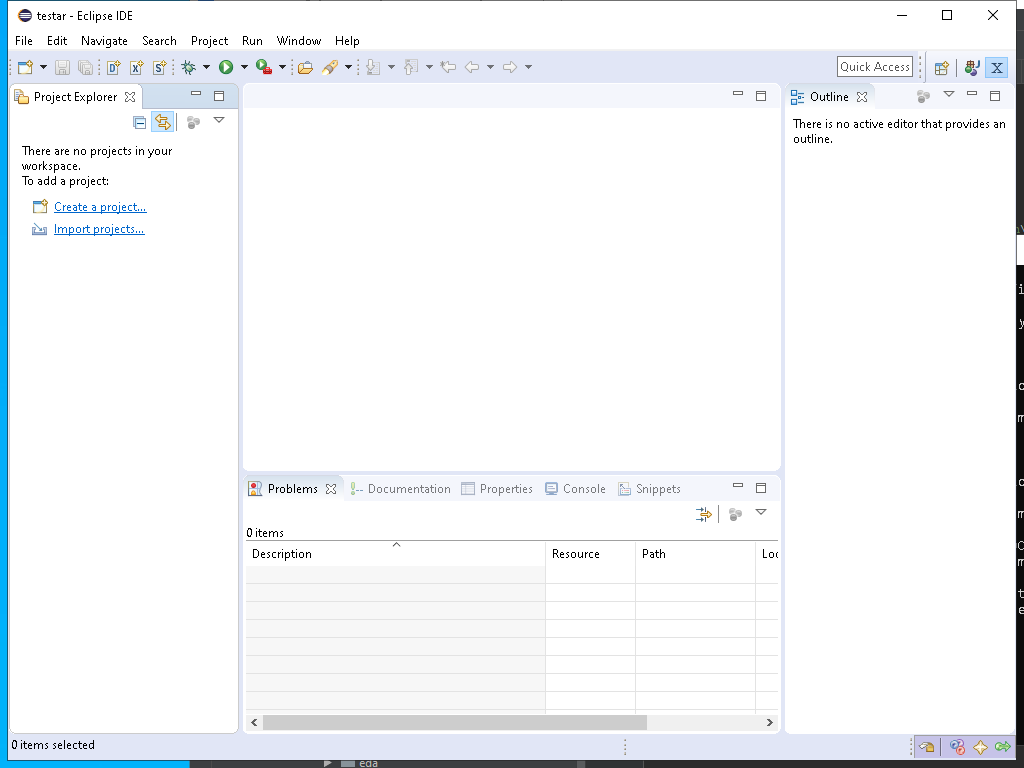 testar - Eclipse IDE
File Edit Navigate Search Project Run Window Help
Quick Access
Project Explorer
Outline
There are no projects in your
workspace.
To add a project:
Create a project...
Import projects...
There is no active editor that provides an
outline.
Problems Documentation Properties Console Snippets
0 items
Description Resource Path Loc
0 items selected
eda